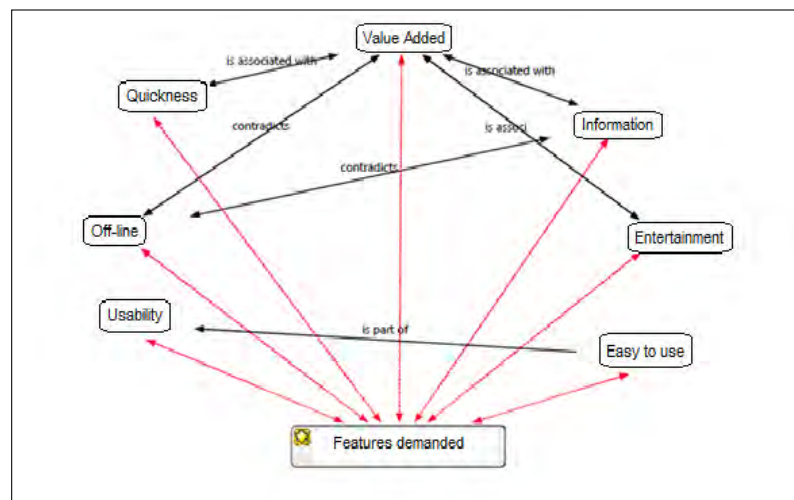 Value Added
is associated with
is associated with
Quickness
Information
contradicts
is associ
contradicts
Off-line
Entertainment
Usability
is part of
Easy to use
Features demanded